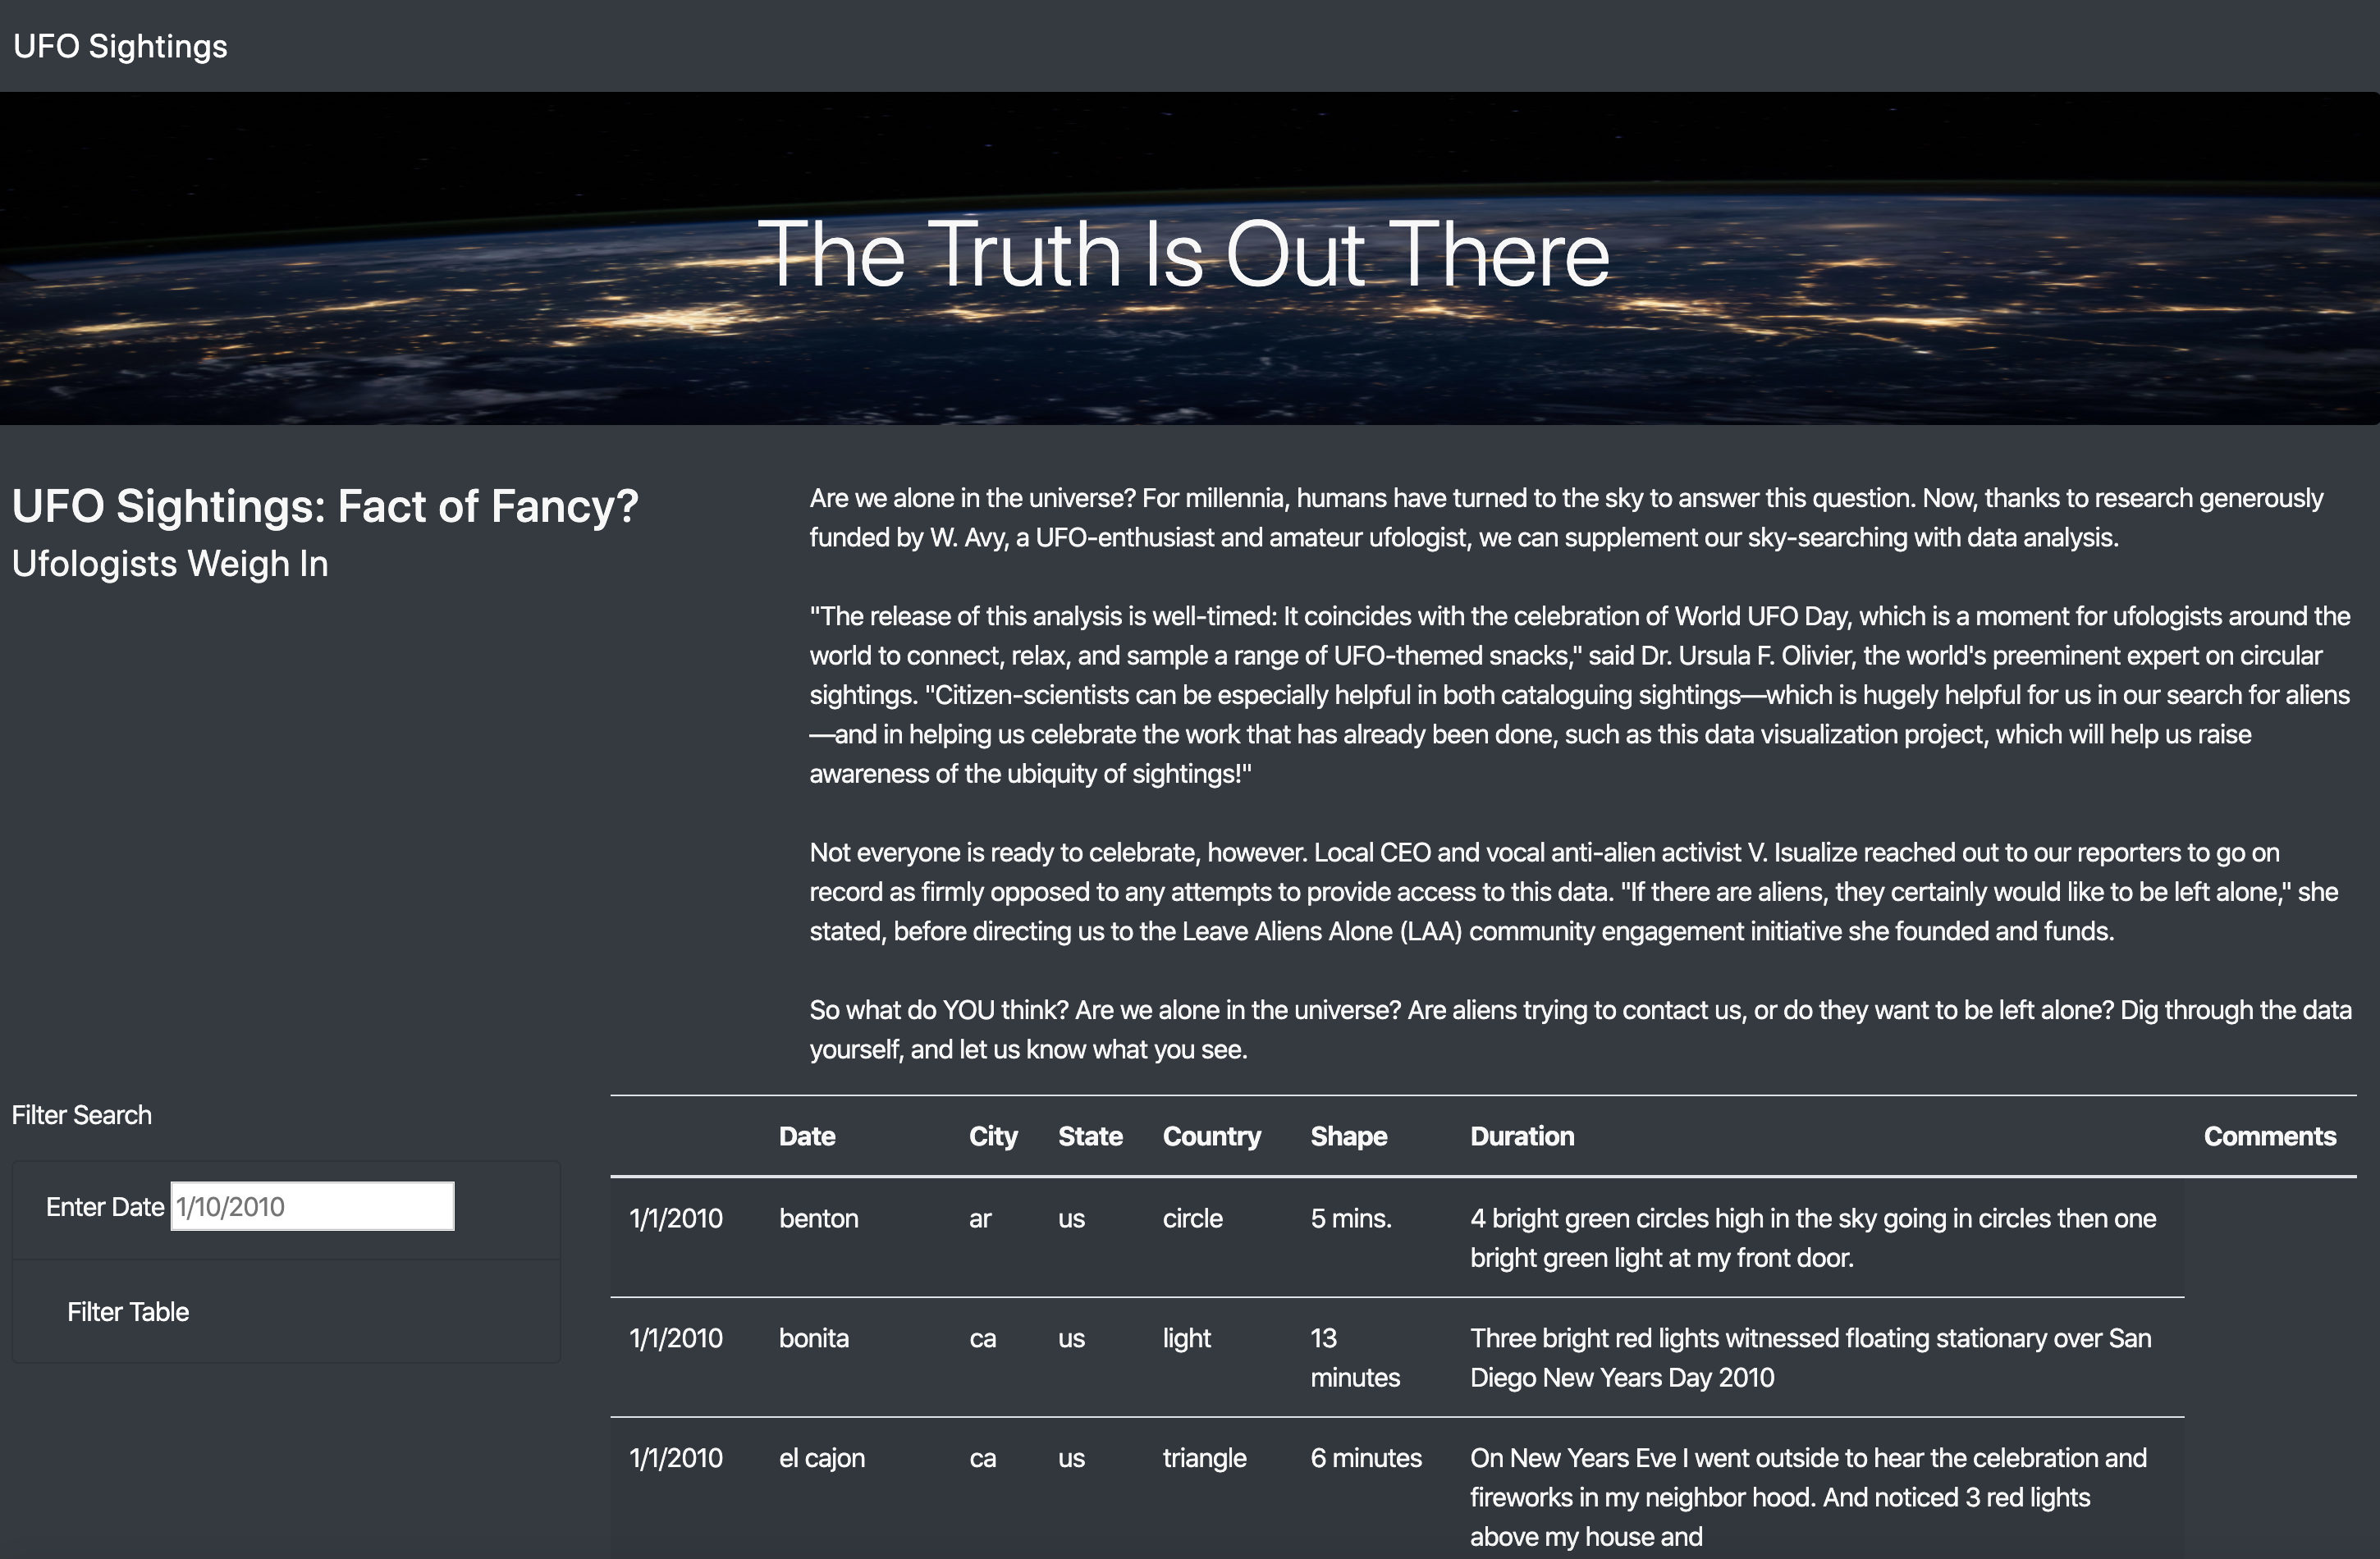 UFO Sightings
The Truth Is Out There
UFO Sightings: Fact of Fancy?
Ufologists Weigh In
Are we alone in the universe? For millennia, humans have turned to the sky to answer this question. Now, thanks to research generously
funded by W. Avy, a UFO-enthusiast and amateur ufologist, we can supplement our sky-searching with data analysis.
"The release of this analysis is well-timed: It coincides with the celebration of World UFO Day, which is a moment for ufologists around the
world to connect, relax, and sample a range of UFO-themed snacks," said Dr. Ursula F. Olivier, the world's preeminent expert on circular
sightings. "Citizen-scientists can be especially helpful in both cataloguing sightings—which is hugely helpful for us in our search for aliens
—and in helping us celebrate the work that has already been done, such as this data visualization project, which will help us raise
awareness of the ubiquity of sightings!"
Not everyone is ready to celebrate, however. Local CEO and vocal anti-alien activist V. Isualize reached out to our reporters to go on
record as firmly opposed to any attempts to provide access to this data. "If there are aliens, they certainly would like to be left alone," she
stated, before directing us to the Leave Aliens Alone (LAA) community engagement initiative she founded and funds.
So what do YOU think? Are we alone in the universe? Are aliens trying to contact us, or do they want to be left alone? Dig through the data
yourself, and let us know what you see.
Filter Search
Enter Date 1/10/2010
Filter Table
Date City State Country Shape Duration Comments
1/1/2010 benton ar us circle 5 mins. 4 bright green circles high in the sky going in circles then one
bright green light at my front door.
1/1/2010 bonita ca us light 13 Three bright red lights witnessed floating stationary over San
minutes Diego New Years Day 2010
1/1/2010 el cajon ca us triangle 6 minutes On New Years Eve I went outside to hear the celebration and
fireworks in my neighbor hood. And noticed 3 red lights
above my house and